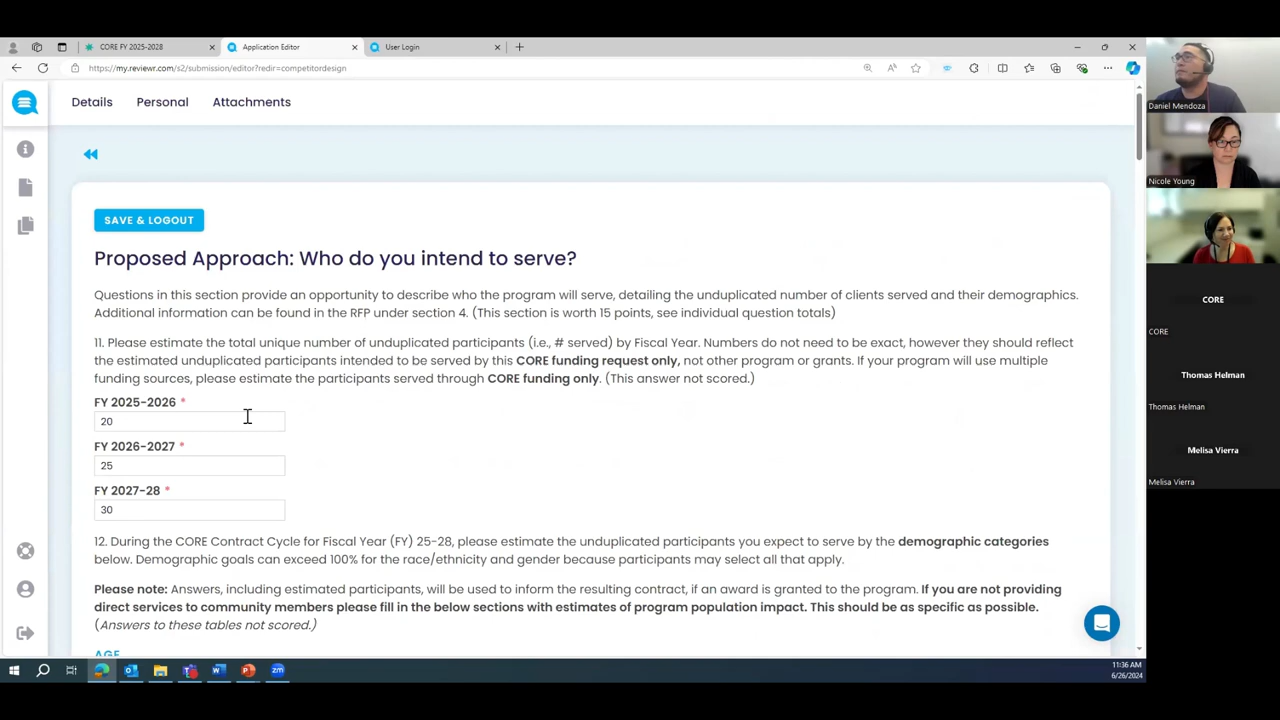 CORE FY 2025-2028
Application Editor
User Login
https://my.reviewr.com/s2/submission/editor?redir=competitordesign
Details Personal Attachments
SAVE & LOGOUT
Proposed Approach: Who do you intend to serve?
Questions in this section provide an opportunity to describe who the program will serve, detailing the unduplicated number of clients served and their demographics.
Additional information can be found in the RFP under section 4. (This section is worth 15 points, see individual question totals)
11. Please estimate the total unique number of unduplicated participants (i.e., # served) by Fiscal Year. Numbers do not need to be exact, however they should reflect
the estimated unduplicated participants intended to be served by this CORE funding request only, not other program or grants. If your program will use multiple
funding sources, please estimate the participants served through CORE funding only. (This answer not scored.)
FY 2025-2026 *
20
FY 2026-2027 *
25
FY 2027-28 *
30
12. During the CORE Contract Cycle for Fiscal Year (FY) 25-28, please estimate the unduplicated participants you expect to serve by the demographic categories
below. Demographic goals can exceed 100% for the race/ethnicity and gender because participants may select all that apply.
Please note: Answers, including estimated participants, will be used to inform the resulting contract, if an award is granted to the program. If you are not providing
direct services to community members please fill in the below sections with estimates of program population impact. This should be as specific as possible.
(Answers to these tables not scored.)
AGE
11:36 AM
6/26/2024
Daniel Mendoza
Nicole Young
CORE
CORE
Thomas Helman
Thomas Helman
Melisa Vierra
Melisa Vierra